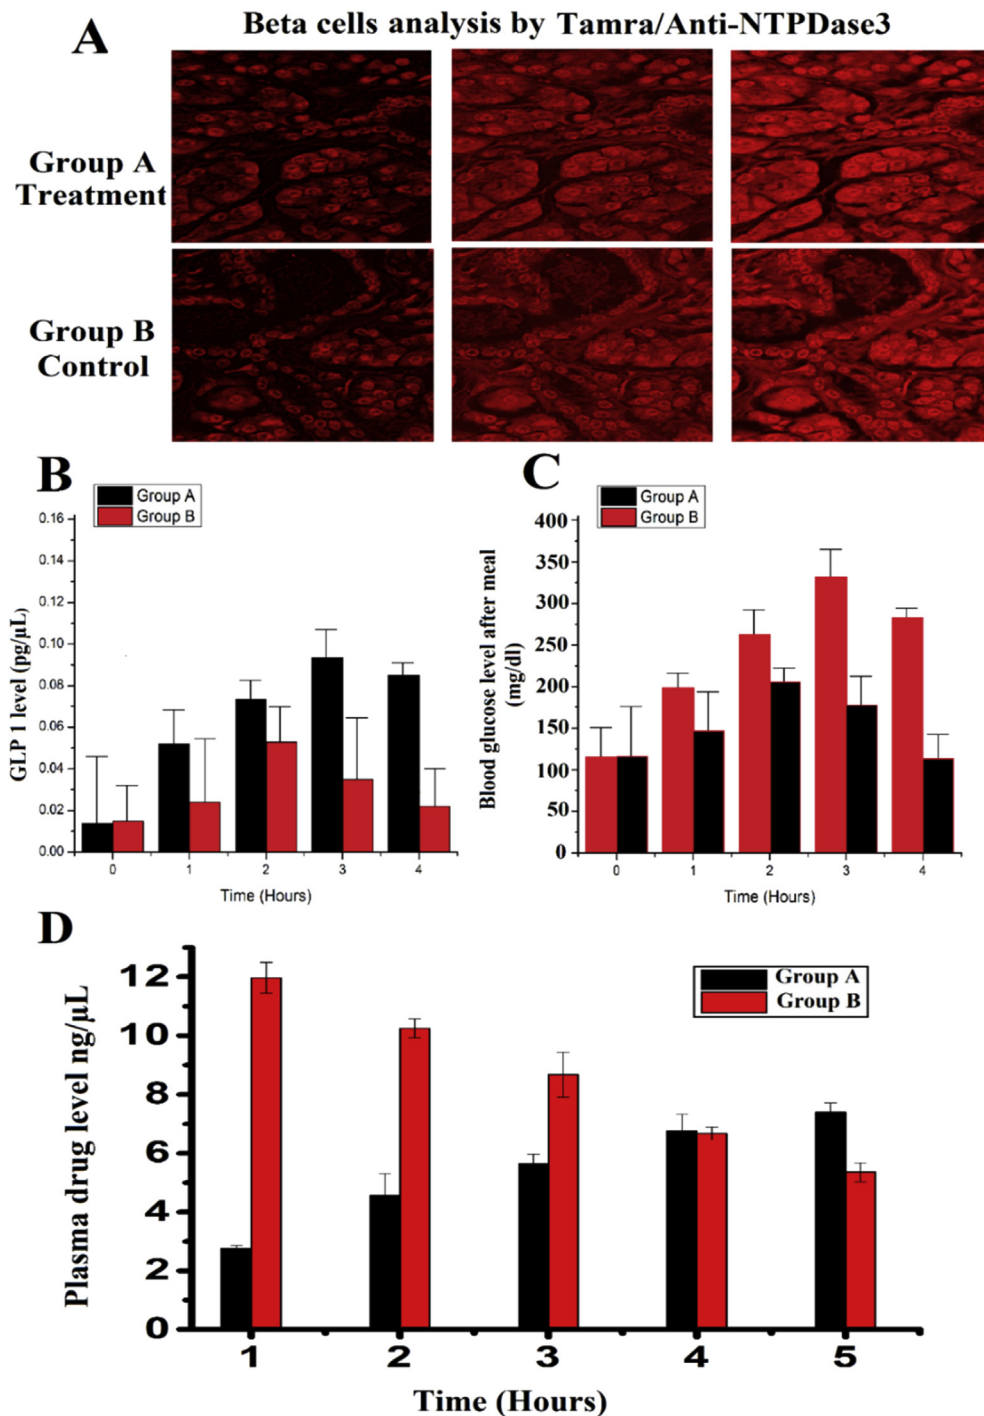 A
Beta cells analysis by Tamra/Anti-NTPDase3
Group A
Treatment
Group B
Control
B
Group A
Group B
GLP 1 level (pg/µL)
0.16
0.14
0.12
0.10
0.08
0.06
0.04
0.02
0.00
0 1 2 3 4
Time (Hours)
C
Group A
Group B
Blood glucose level after meal
(mg/dl)
400
350
300
250
200
150
100
50
0
0 1 2 3 4
Time (Hours)
D
Group A
Group B
Plasma drug level ng/µL
12
10
8
6
4
2
0
1 2 3 4 5
Time (Hours)